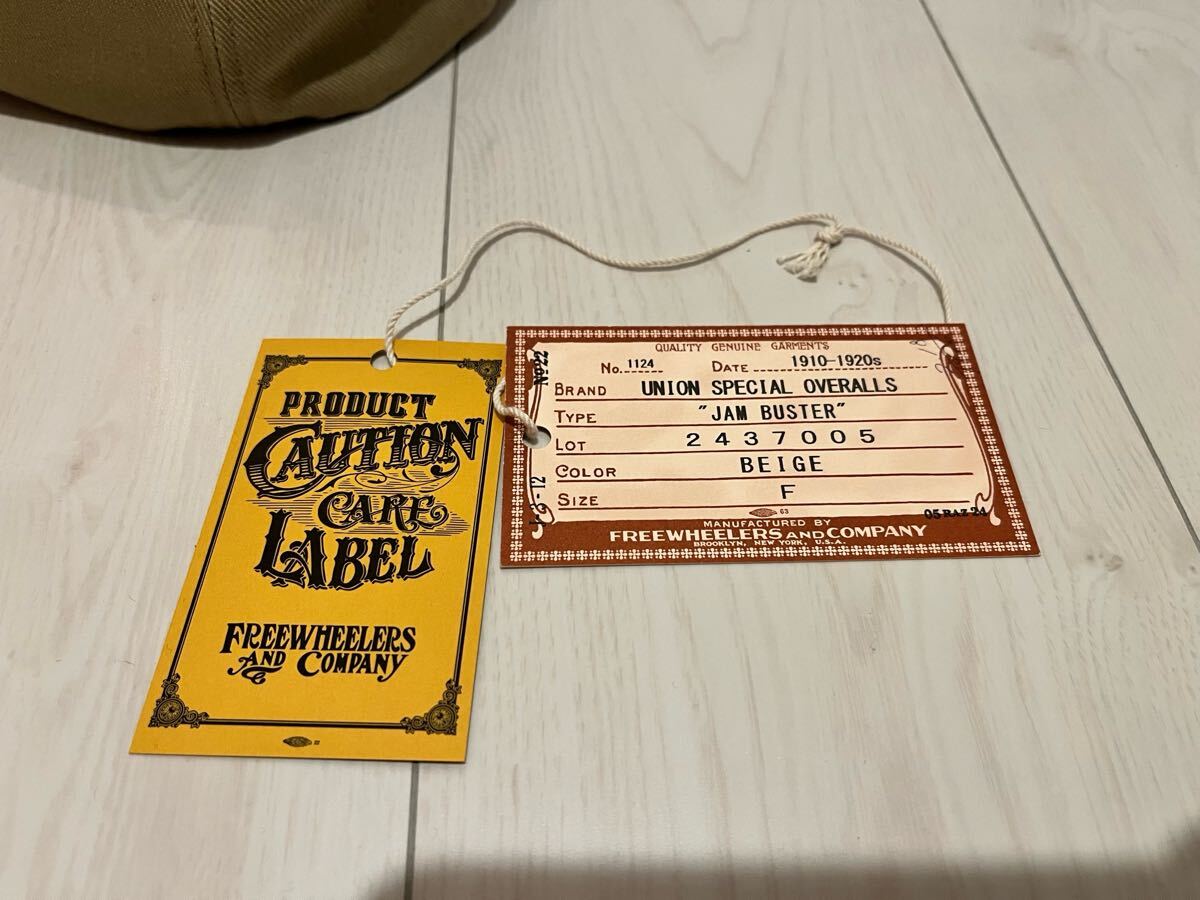 PRODUCT
CAUTION
CARE
LABEL
FREEWHEELERS
AND COMPANY
QUALITY GENUINE GARMENTS
No. 1124 DATE 1910-1920s
BRAND UNION SPECIAL OVERALLS
TYPE "JAM BUSTER"
LOT 2437005
COLOR BEIGE
SIZE F
63
MANUFACTURED BY
FREEWHEELERS AND COMPANY
BROOKLYN, NEW YORK, U.S.A.